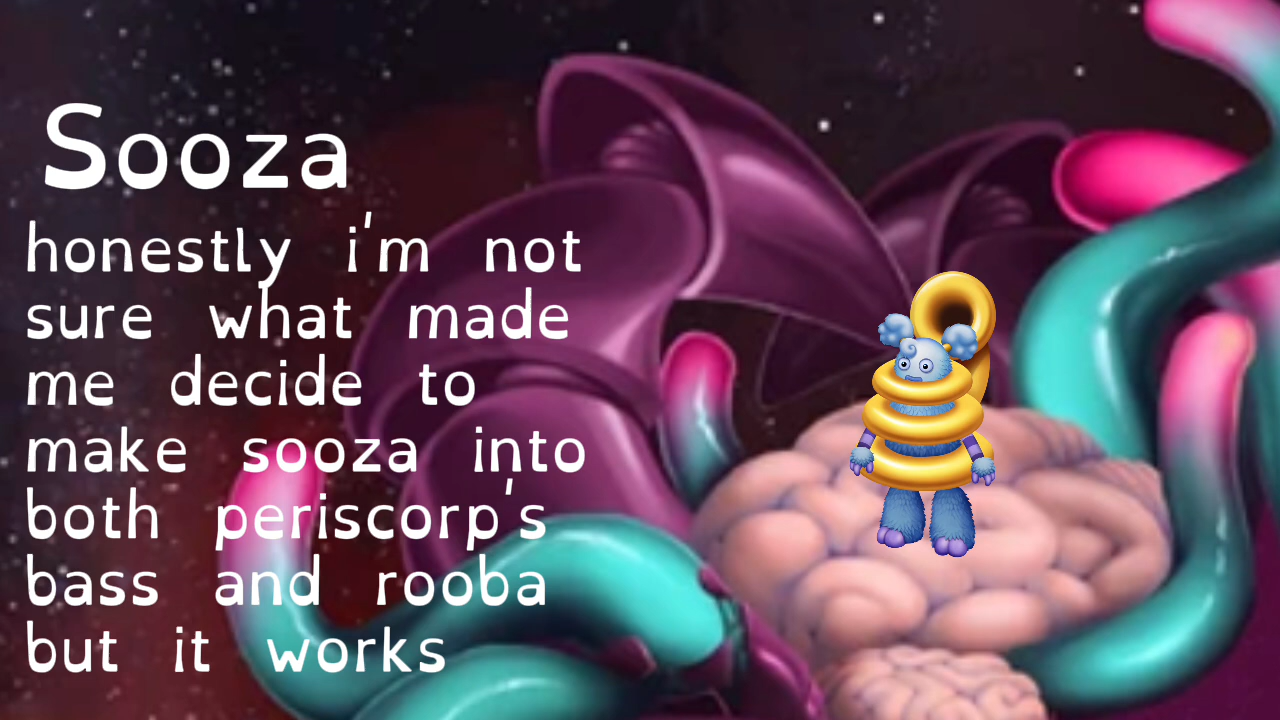 Sooza
honestly i'm not
sure what made
me decide to
make sooza into
both periscorp's
bass and rooba
but it works